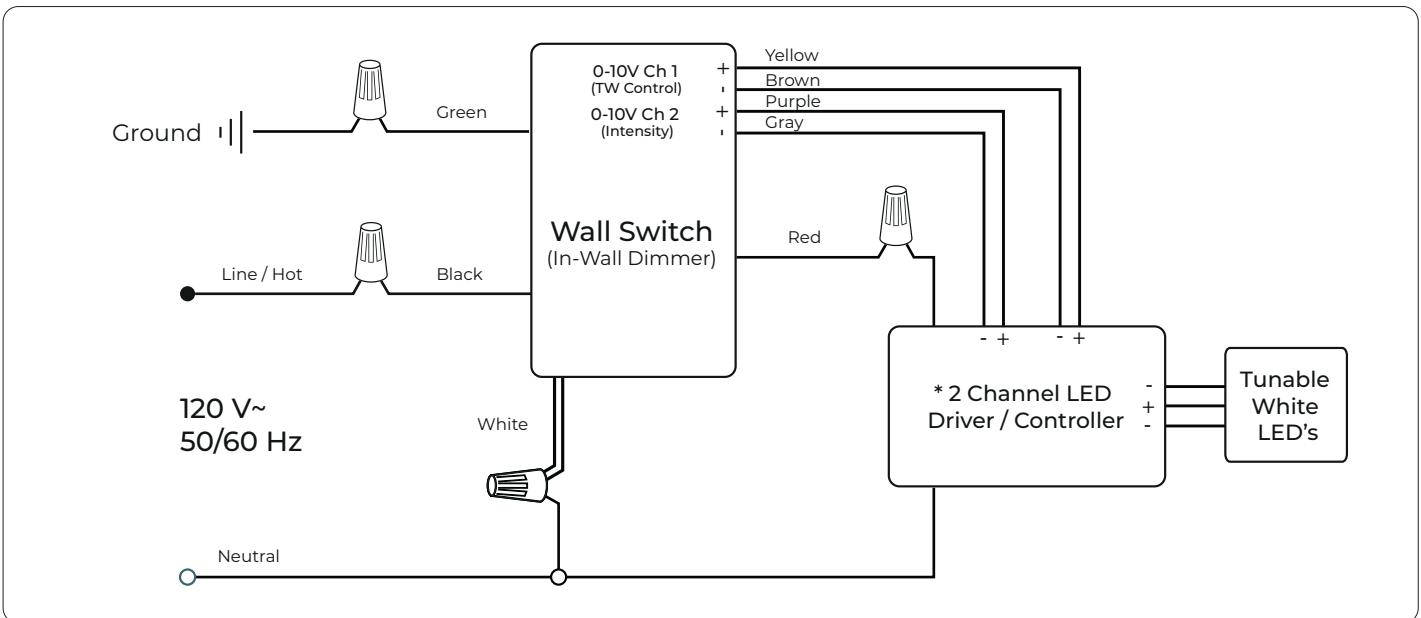 Ground
Green
0-10V Ch 1 +
(TW Control) -
0-10V Ch 2 +
(Intensity) -
Yellow
Brown
Purple
Gray
Wall Switch
(In-Wall Dimmer)
Red
Line / Hot
Black
120 V~
50/60 Hz
White
Neutral
- + - +
* 2 Channel LED
Driver / Controller
-
+
-
Tunable
White
LED's